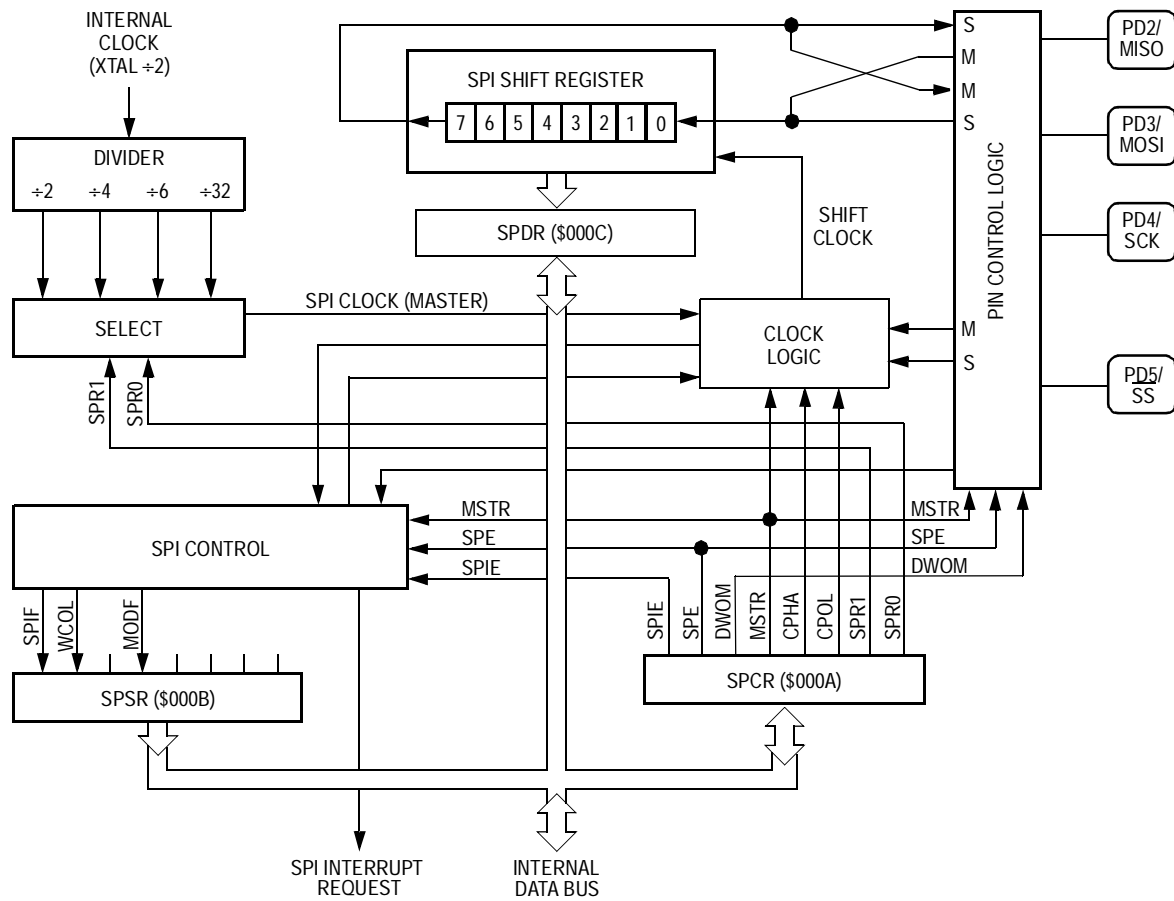 INTERNAL
CLOCK
(XTAL ÷2)
DIVIDER
÷2 ÷4 ÷6 ÷32
SELECT
SPR1
SPR0
SPI SHIFT REGISTER
7 6 5 4 3 2 1 0
SPDR ($000C)
SHIFT
CLOCK
SPI CLOCK (MASTER)
CLOCK
LOGIC
S
M
M
S
M
S
PIN CONTROL LOGIC
PD2/
MISO
PD3/
MOSI
PD4/
SCK
PD5/
SS
SPI CONTROL
MSTR
SPE
SPIE
MSTR
SPE
DWOM
SPIF
WCOL
MODF
SPSR ($000B)
SPIE
SPE
DWOM
MSTR
CPHA
CPOL
SPR1
SPR0
SPCR ($000A)
SPI INTERRUPT
REQUEST
INTERNAL
DATA BUS